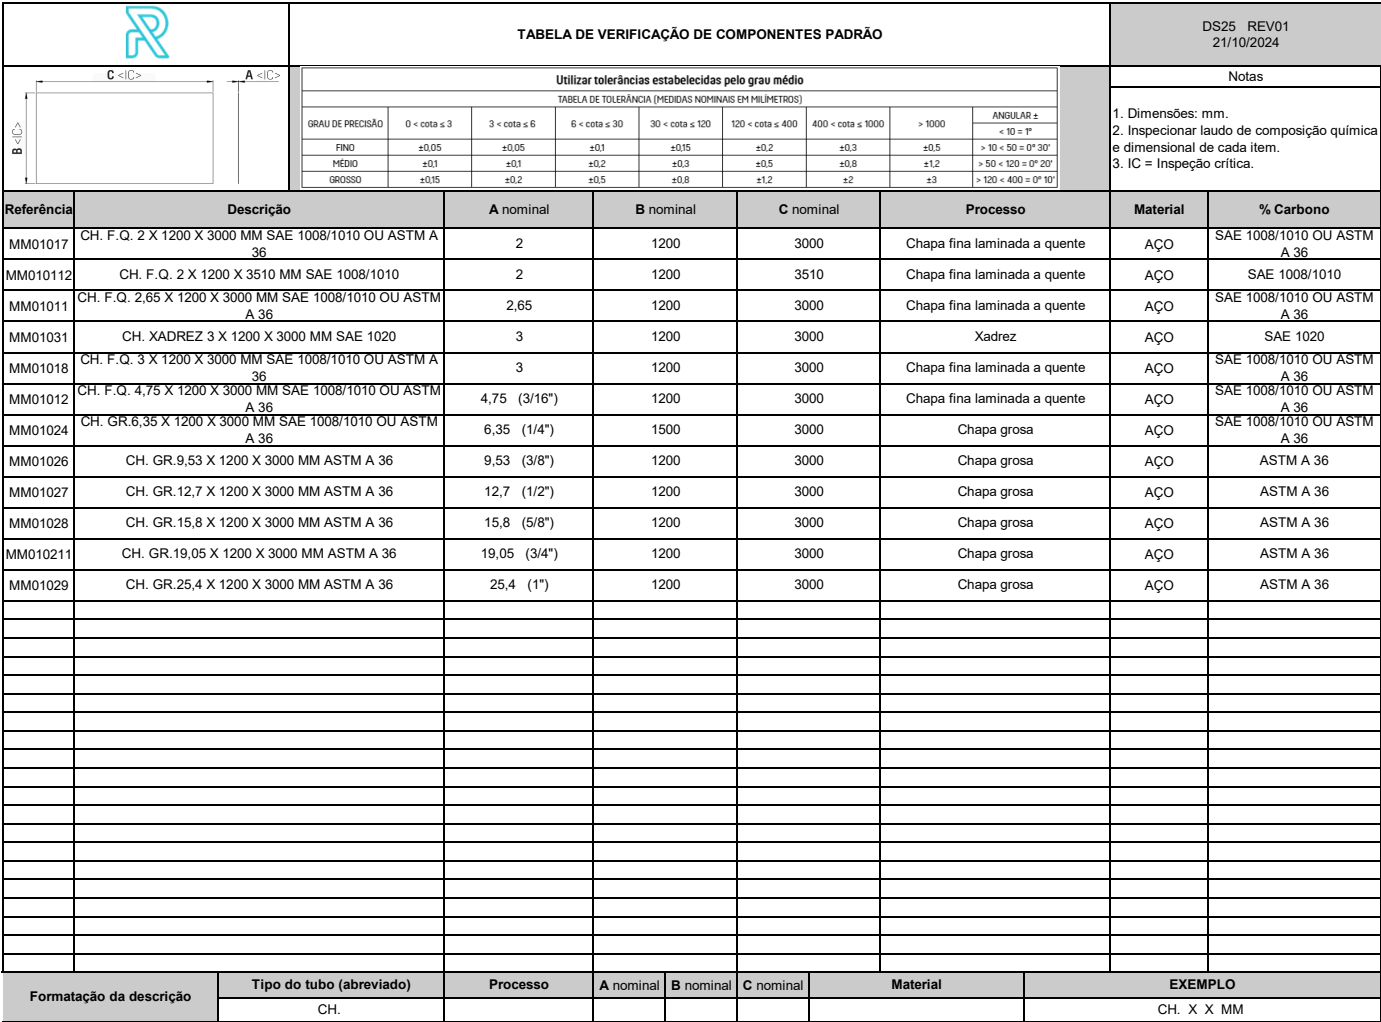 TABELA DE VERIFICAÇÃO DE COMPONENTES PADRÃO
DS25 REV01
21/10/2024
C <IC>
A <IC>
B <IC>
Utilizar tolerâncias estabelecidas pelo grau médio
TABELA DE TOLERÂNCIA (MEDIDAS NOMINAIS EM MILÍMETROS)
GRAU DE PRECISÃO 0 < cota ≤ 3 3 < cota ≤ 6 6 < cota ≤ 30 30 < cota ≤ 120 120 < cota ≤ 400 400 < cota ≤ 1000 > 1000 ANGULAR ±
< 10 = 1º
FINO ±0,05 ±0,05 ±0,1 ±0,15 ±0,2 ±0,3 ±0,5 > 10 < 50 = 0º 30'
MÉDIO ±0,1 ±0,1 ±0,2 ±0,3 ±0,5 ±0,8 ±1,2 > 50 < 120 = 0º 20'
GROSSO ±0,15 ±0,2 ±0,5 ±0,8 ±1,2 ±2 ±3 > 120 < 400 = 0º 10'
Notas
1. Dimensões: mm.
2. Inspecionar laudo de composição química
e dimensional de cada item.
3. IC = Inspeção crítica.
Referência Descrição A nominal B nominal C nominal Processo Material % Carbono
MM01017 CH. F.Q. 2 X 1200 X 3000 MM SAE 1008/1010 OU ASTM A
36 2 1200 3000 Chapa fina laminada a quente AÇO SAE 1008/1010 OU ASTM
A 36
MM010112 CH. F.Q. 2 X 1200 X 3510 MM SAE 1008/1010 2 1200 3510 Chapa fina laminada a quente AÇO SAE 1008/1010
MM01011 CH. F.Q. 2,65 X 1200 X 3000 MM SAE 1008/1010 OU ASTM
A 36 2,65 1200 3000 Chapa fina laminada a quente AÇO SAE 1008/1010 OU ASTM
A 36
MM01031 CH. XADREZ 3 X 1200 X 3000 MM SAE 1020 3 1200 3000 Xadrez AÇO SAE 1020
MM01018 CH. F.Q. 3 X 1200 X 3000 MM SAE 1008/1010 OU ASTM A
36 3 1200 3000 Chapa fina laminada a quente AÇO SAE 1008/1010 OU ASTM
A 36
MM01012 CH. F.Q. 4,75 X 1200 X 3000 MM SAE 1008/1010 OU ASTM
A 36 4,75 (3/16") 1200 3000 Chapa fina laminada a quente AÇO SAE 1008/1010 OU ASTM
A 36
MM01024 CH. GR.6,35 X 1200 X 3000 MM SAE 1008/1010 OU ASTM
A 36 6,35 (1/4") 1500 3000 Chapa grosa AÇO SAE 1008/1010 OU ASTM
A 36
MM01026 CH. GR.9,53 X 1200 X 3000 MM ASTM A 36 9,53 (3/8") 1200 3000 Chapa grosa AÇO ASTM A 36
MM01027 CH. GR.12,7 X 1200 X 3000 MM ASTM A 36 12,7 (1/2") 1200 3000 Chapa grosa AÇO ASTM A 36
MM01028 CH. GR.15,8 X 1200 X 3000 MM ASTM A 36 15,8 (5/8") 1200 3000 Chapa grosa AÇO ASTM A 36
MM010211 CH. GR.19,05 X 1200 X 3000 MM ASTM A 36 19,05 (3/4") 1200 3000 Chapa grosa AÇO ASTM A 36
MM01029 CH. GR.25,4 X 1200 X 3000 MM ASTM A 36 25,4 (1") 1200 3000 Chapa grosa AÇO ASTM A 36
Formatação da descrição Tipo do tubo (abreviado) Processo A nominal B nominal C nominal Material EXEMPLO
CH. CH. X X MM